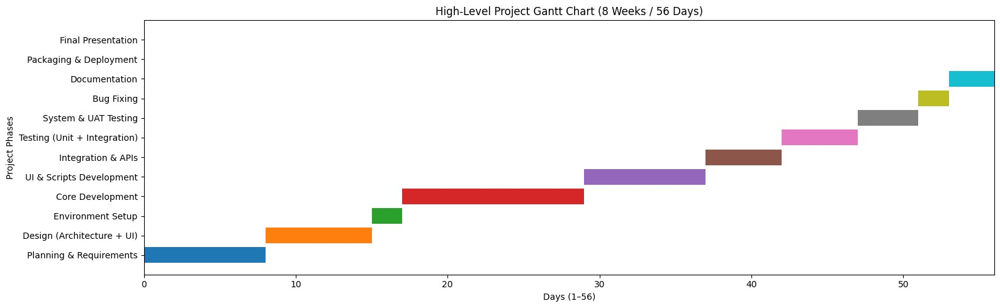 High-Level Project Gantt Chart (8 Weeks / 56 Days)
Project Phases
Final Presentation
Packaging & Deployment
Documentation
Bug Fixing
System & UAT Testing
Testing (Unit + Integration)
Integration & APIs
UI & Scripts Development
Core Development
Environment Setup
Design (Architecture + UI)
Planning & Requirements
0 10 20 30 40 50
Days (1–56)